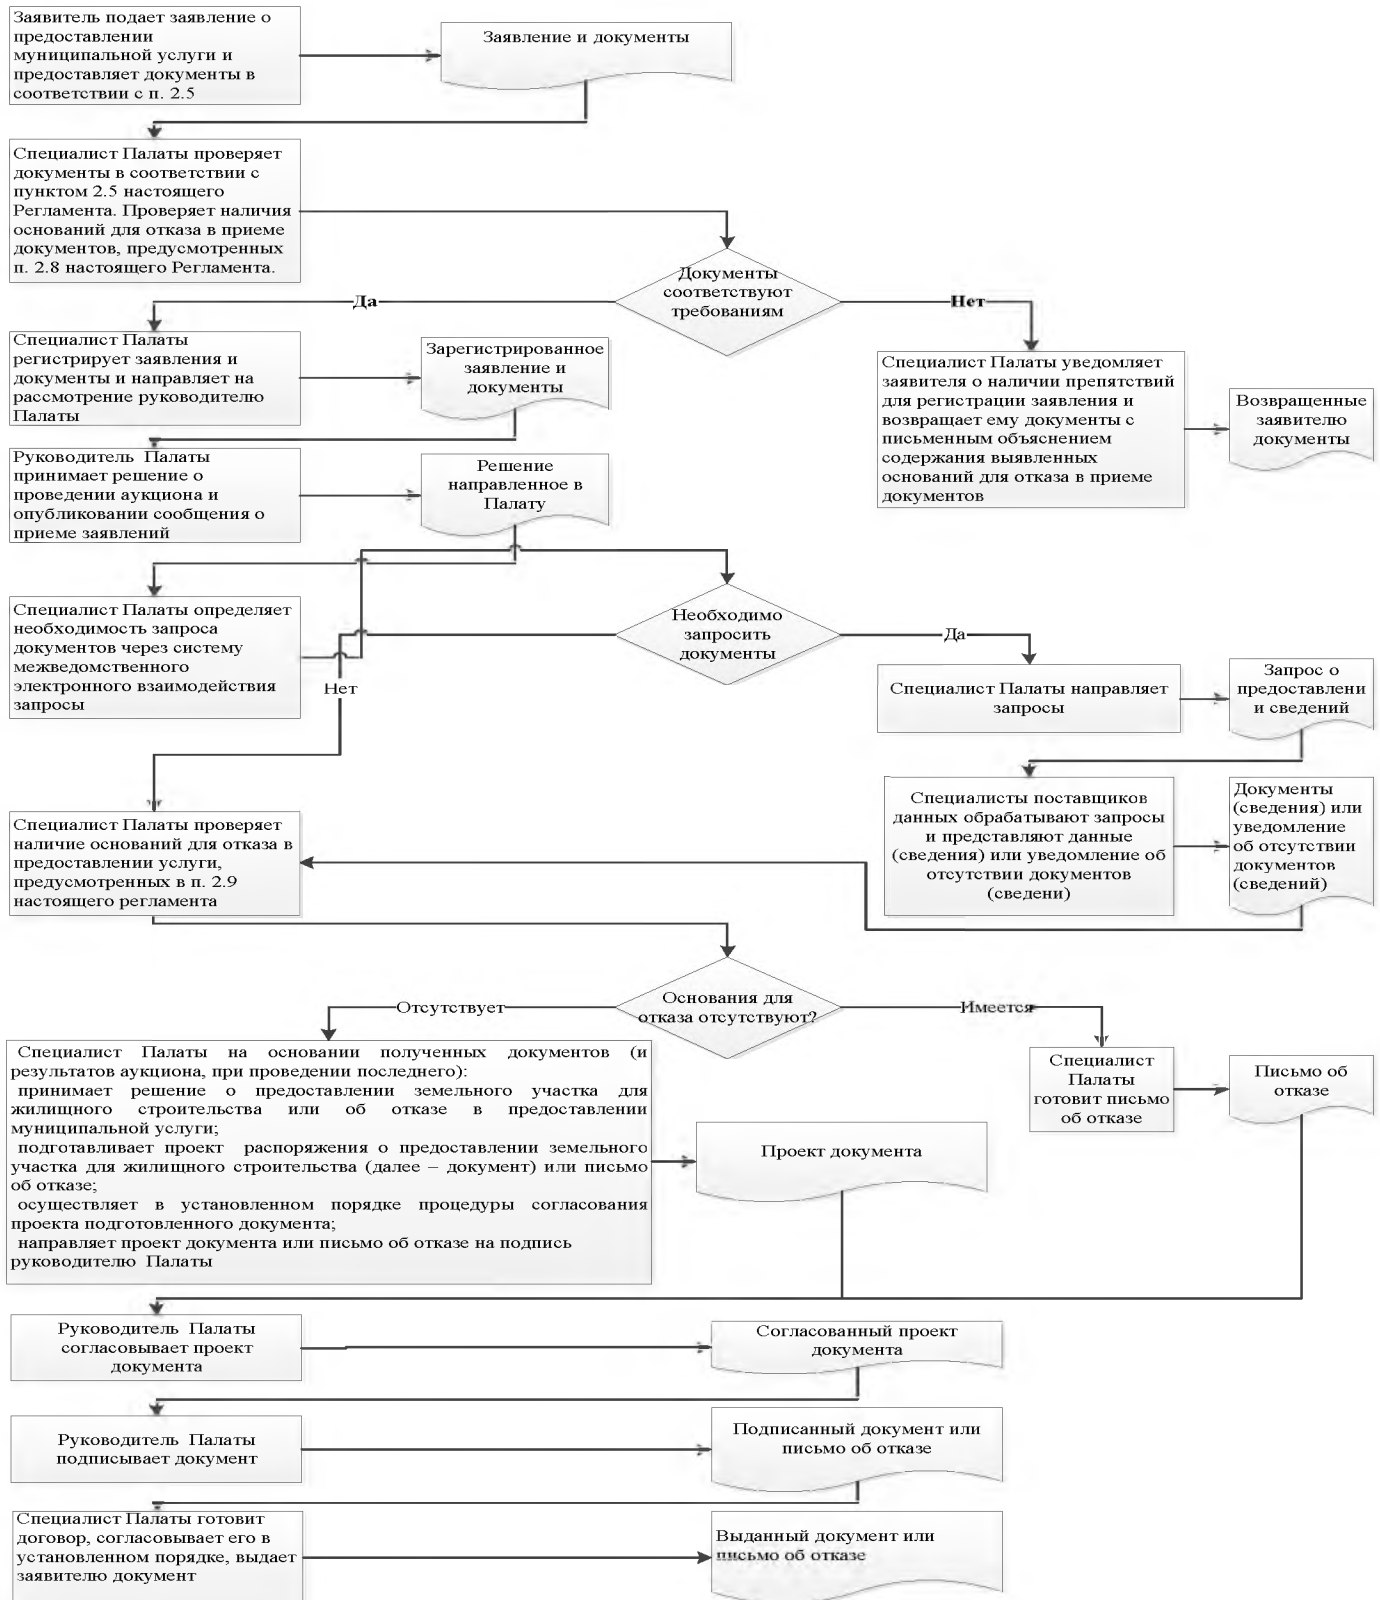 Заявитель подает заявление о
предоставлении
муниципальной услуги и
предоставляет документы в
соответствии с п. 2.5
Заявление и документы
Специалист Палаты проверяет
документы в соответствии с
пунктом 2.5 настоящего
Регламента. Проверяет наличия
оснований для отказа в приеме
документов, предусмотренных
п. 2.8 настоящего Регламента.
Документы
соответствуют
требованиям
Да
Нет
Специалист Палаты
регистрирует заявления и
документы и направляет на
рассмотрение руководителю
Палаты
Зарегистрированное
заявление и
документы
Специалист Палаты уведомляет
заявителя о наличии препятствий
для регистрации заявления и
возвращает ему документы с
письменным объяснением
содержания выявленных
оснований для отказа в приеме
документов
Возвращенные
заявителю
документы
Руководитель Палаты
принимает решение о
проведении аукциона и
опубликовании сообщения о
приеме заявлений
Решение
направленное в
Палату
Специалист Палаты определяет
необходимость запроса
документов через систему
межведомственного
электронного взаимодействия
запросы
Необходимо
запросить
документы
Да
Нет
Специалист Палаты направляет
запросы
Запрос о
предоставлени
и сведений
Специалисты поставщиков
данных обрабатывают запросы
и представляют данные
(сведения) или уведомление об
отсутствии документов
(сведени)
Документы
(сведения) или
уведомление
об отсутствии
документов
(сведений)
Специалист Палаты проверяет
наличие оснований для отказа в
предоставлении услуги,
предусмотренных в п. 2.9
настоящего регламента
Основания для
отказа отсутствуют?
Отсутствует
Имеется
Специалист Палаты на основании полученных документов (и
результатов аукциона, при проведении последнего):
принимает решение о предоставлении земельного участка для
жилищного строительства или об отказе в предоставлении
муниципальной услуги;
подготавливает проект распоряжения о предоставлении земельного
участка для жилищного строительства (далее – документ) или письмо
об отказе;
осуществляет в установленном порядке процедуры согласования
проекта подготовленного документа;
направляет проект документа или письмо об отказе на подпись
руководителю Палаты
Проект документа
Специалист
Палаты
готовит письмо
об отказе
Письмо об
отказе
Руководитель Палаты
согласовывает проект
документа
Согласованный проект
документа
Руководитель Палаты
подписывает документ
Подписанный документ или
письмо об отказе
Специалист Палаты готовит
договор, согласовывает его в
установленном порядке, выдает
заявителю документ
Выданный документ или
письмо об отказе